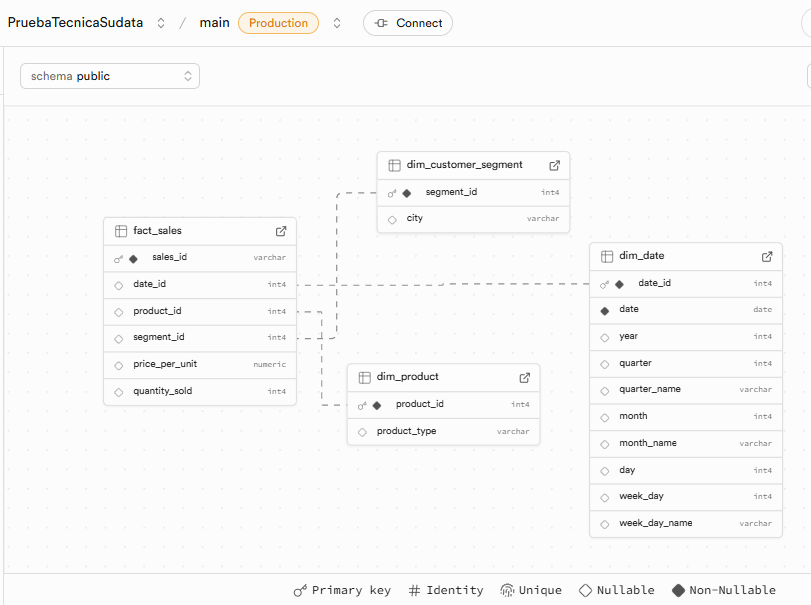 PruebaTecnicaSudata / main Production Connect
schema public
dim_customer_segment
segment_id int4
city varchar
fact_sales
sales_id varchar
date_id int4
product_id int4
segment_id int4
price_per_unit numeric
quantity_sold int4
dim_product
product_id int4
product_type varchar
dim_date
date_id int4
date date
year int4
quarter int4
quarter_name varchar
month int4
month_name varchar
day int4
week_day int4
week_day_name varchar
Primary key # Identity Unique Nullable Non-Nullable